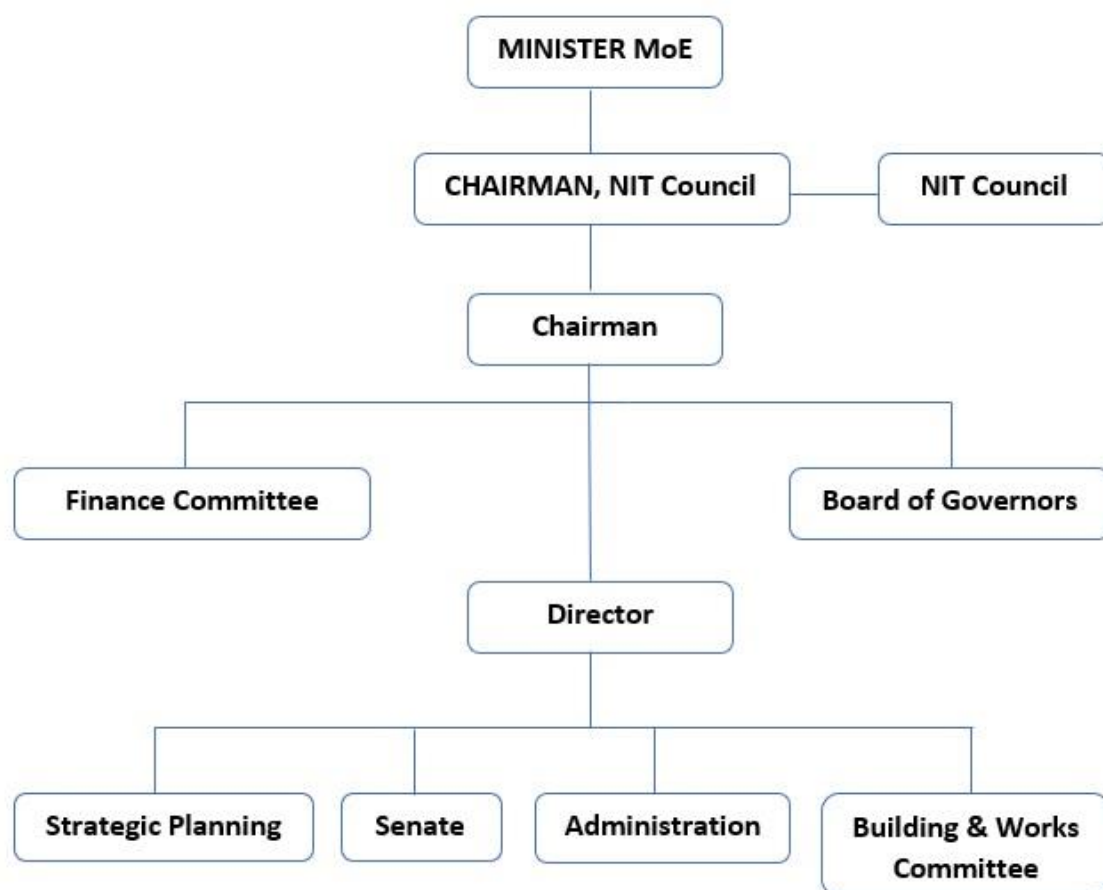 MINISTER MoE
CHAIRMAN, NIT Council
NIT Council
Chairman
Finance Committee
Board of Governors
Director
Strategic Planning
Senate
Administration
Building & Works
Committee